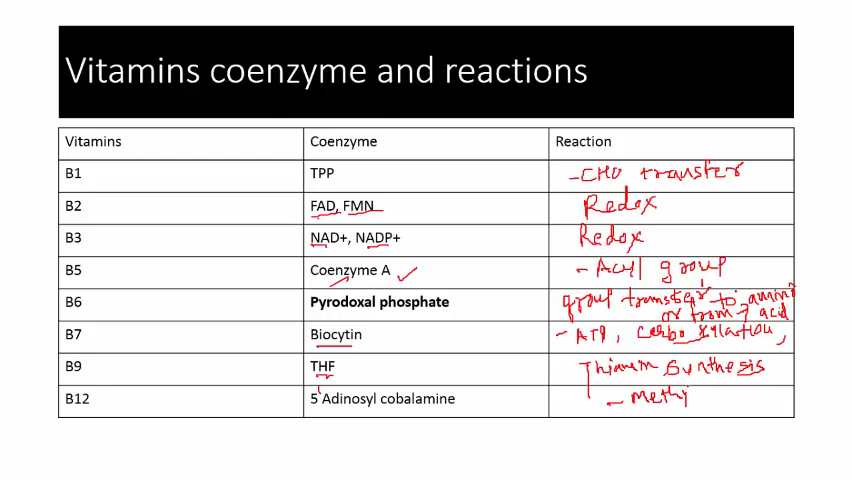 Vitamins coenzyme and reactions
Vitamins Coenzyme Reaction
B1 TPP -CHO transfer
B2 FAD, FMN Redox
B3 NAD+, NADP+ Redox
B5 Coenzyme A - Acyl group
B6 Pyrodoxal phosphate group transfer to amino
or from acid
B7 Biocytin - ATP, Carboxylation,
B9 THF Synthesis
B12 5'Adinosyl cobalamine - methy